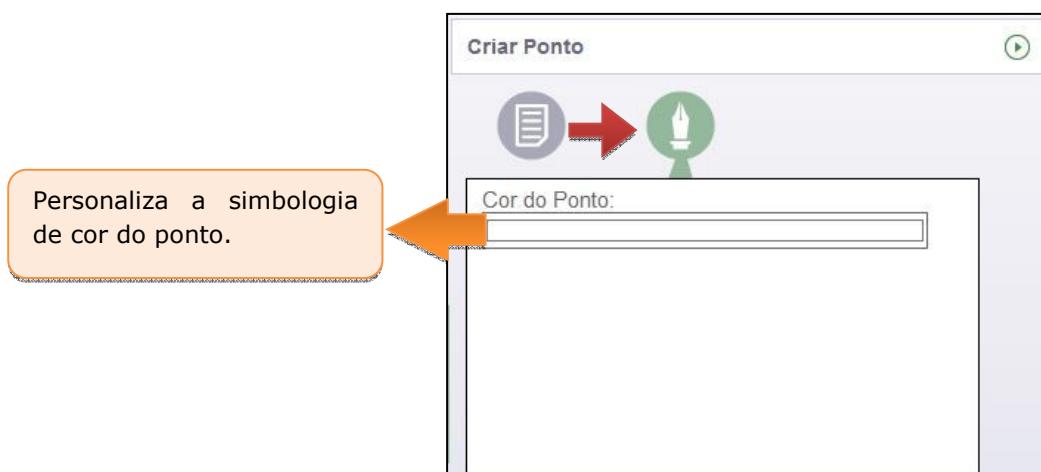 Criar Ponto
Cor do Ponto:
Personaliza a simbologia
de cor do ponto.